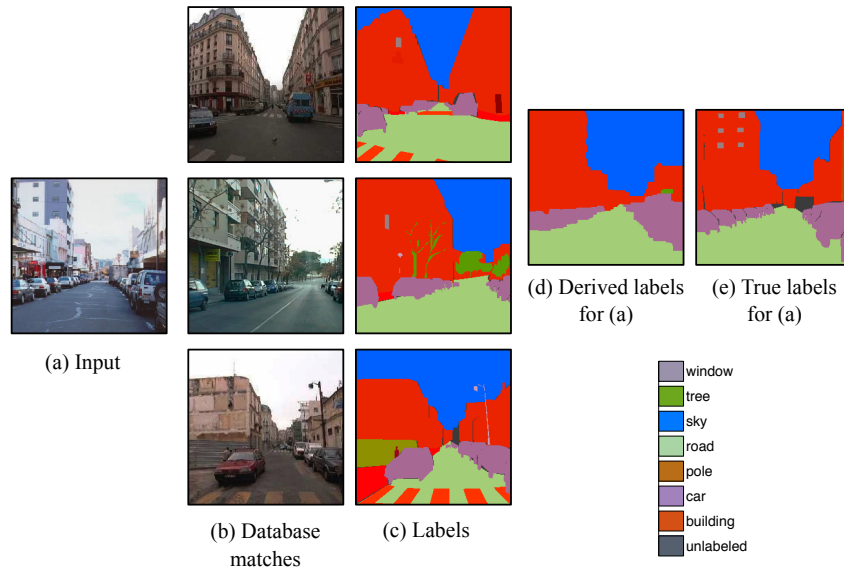 (a) Input
(b) Database
matches
(c) Labels
(d) Derived labels
for (a)
(e) True labels
for (a)
window
tree
sky
road
pole
car
building
unlabeled